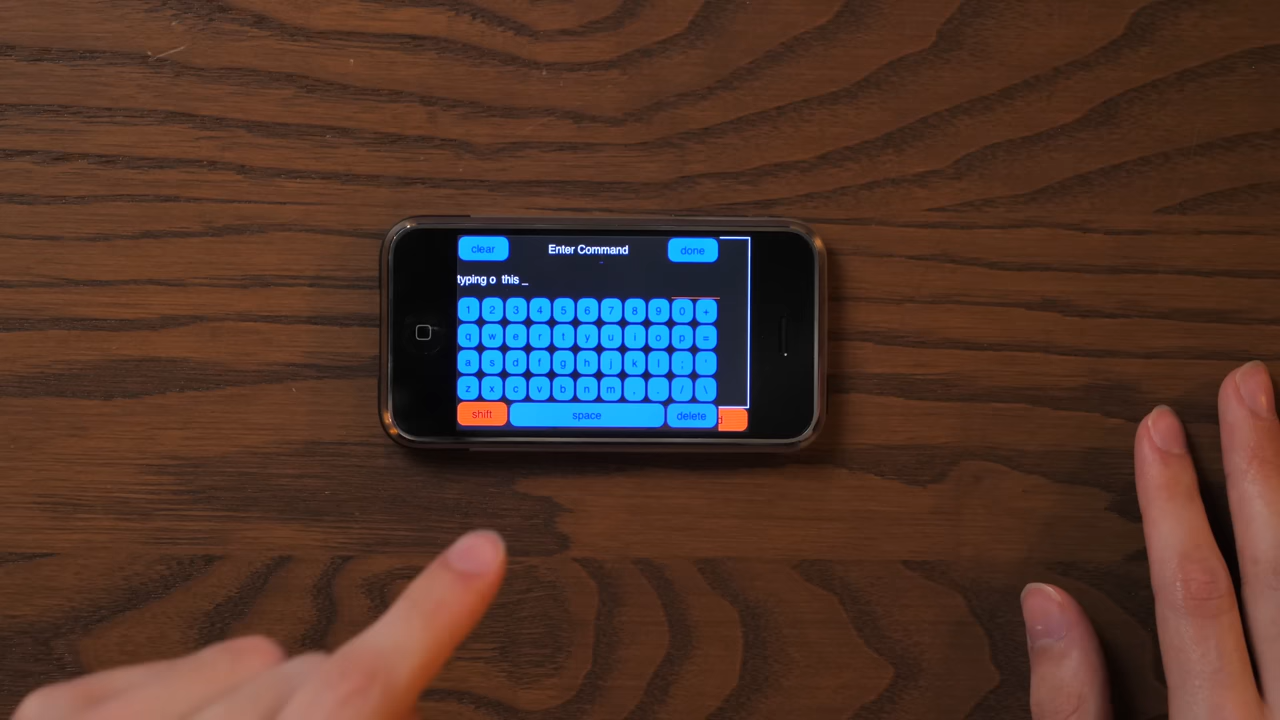 clear Enter Command done
typing o  this _
1 2 3 4 5 6 7 8 9 0 +
q w e r t y u i o p =
a s d f g h j k l ; '
z x c v b n m , . / \
shift space delete d